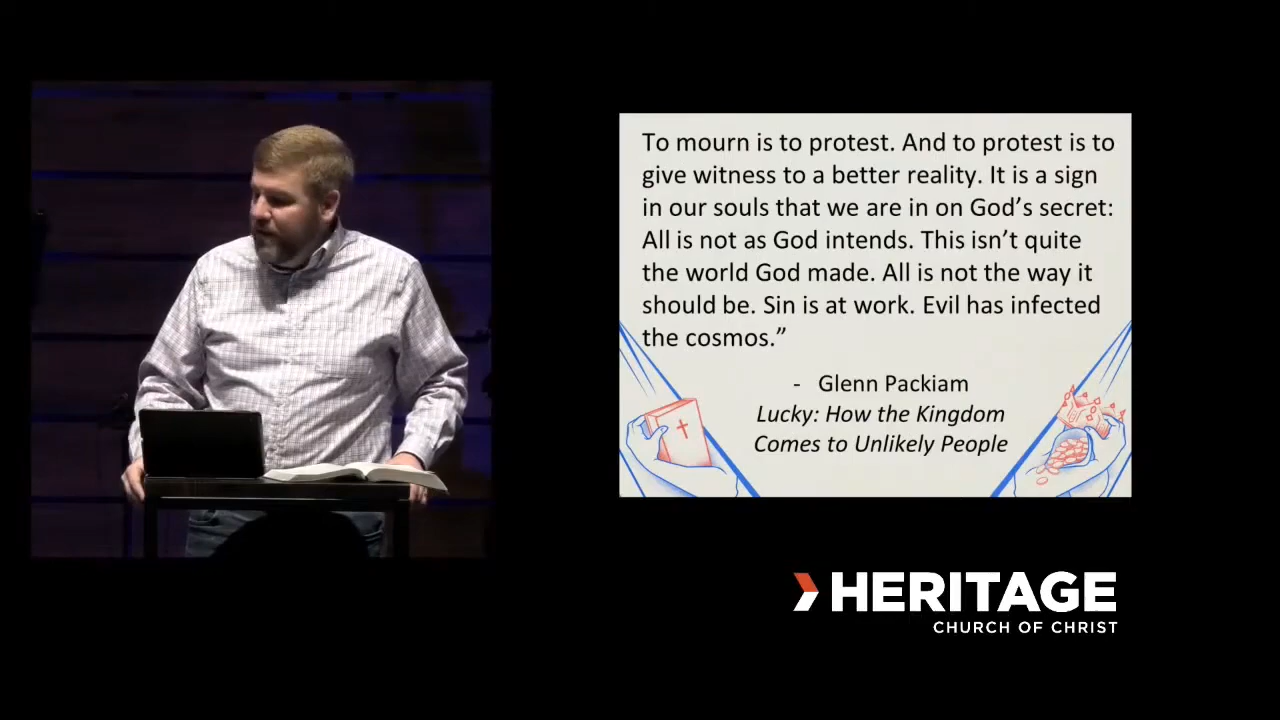 To mourn is to protest. And to protest is to
give witness to a better reality. It is a sign
in our souls that we are in on God’s secret:
All is not as God intends. This isn’t quite
the world God made. All is not the way it
should be. Sin is at work. Evil has infected
the cosmos.”
- Glenn Packiam
Lucky: How the Kingdom
Comes to Unlikely People
HERITAGE
CHURCH OF CHRIST